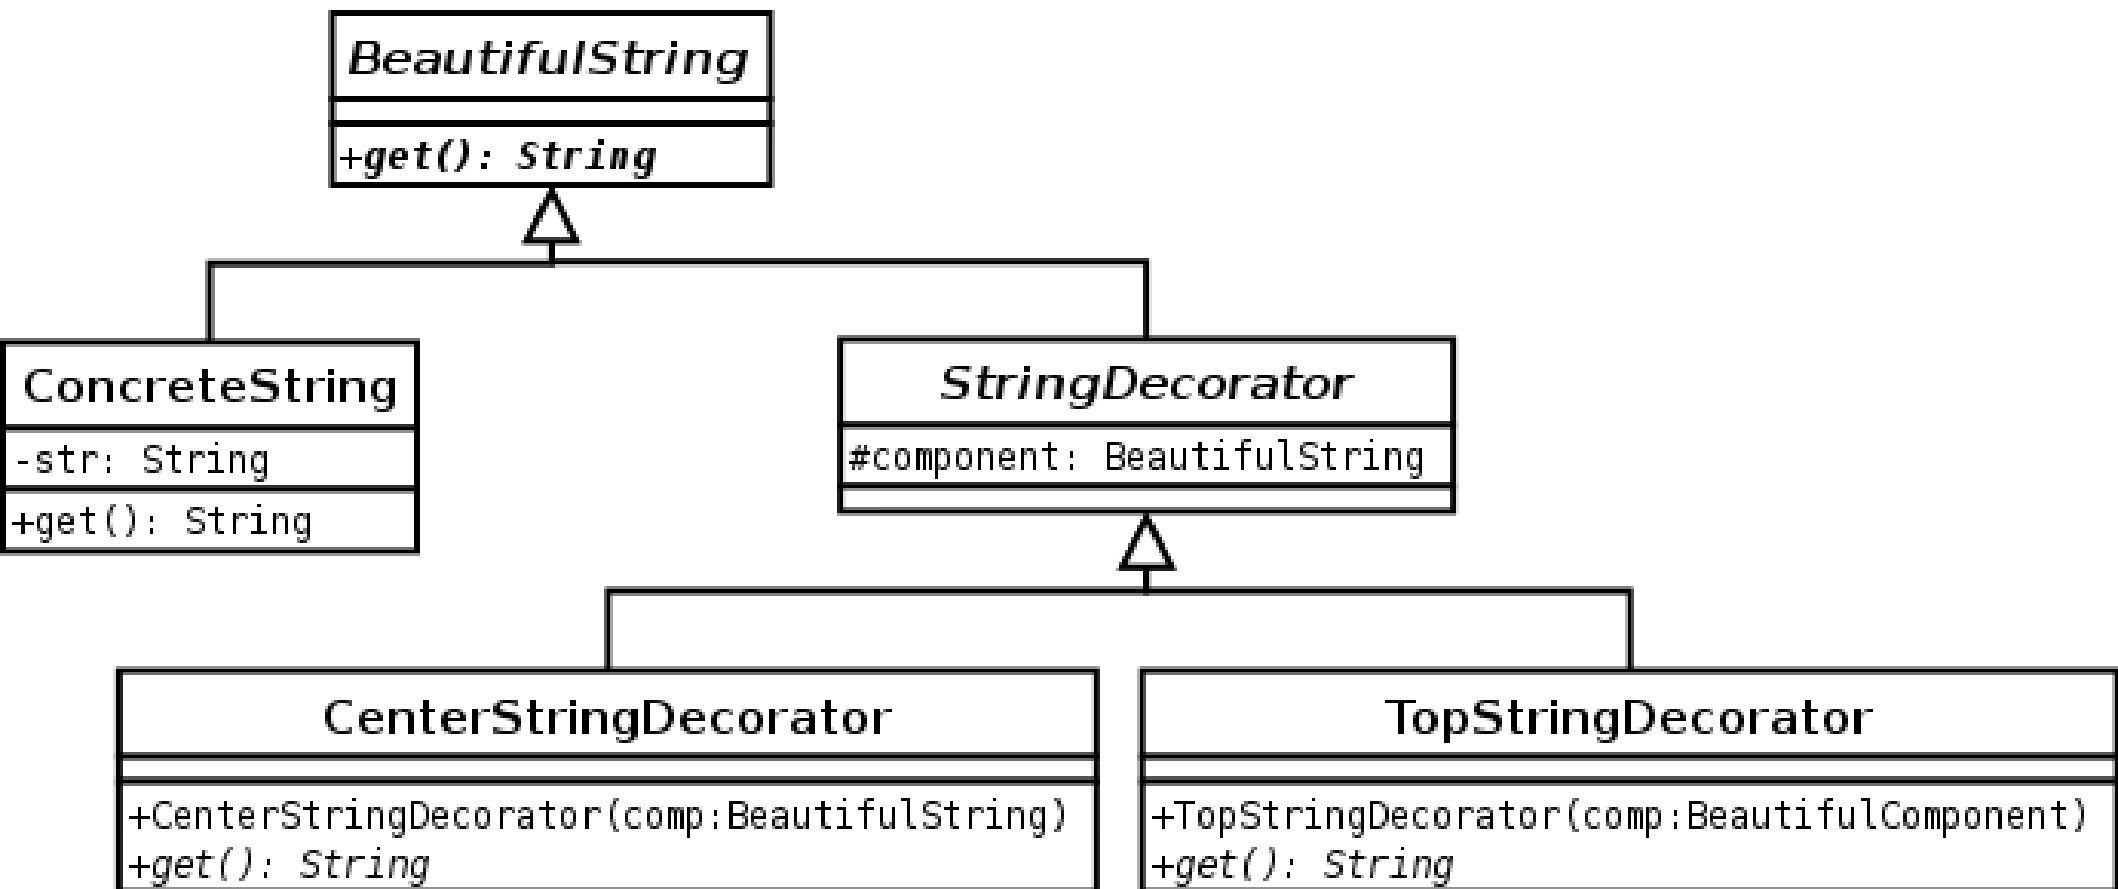 BeautifulString
+get(): String
ConcreteString
-str: String
+get(): String
StringDecorator
#component: BeautifulString
CenterStringDecorator
+CenterStringDecorator(comp:BeautifulString)
+get(): String
TopStringDecorator
+TopStringDecorator(comp:BeautifulComponent)
+get(): String